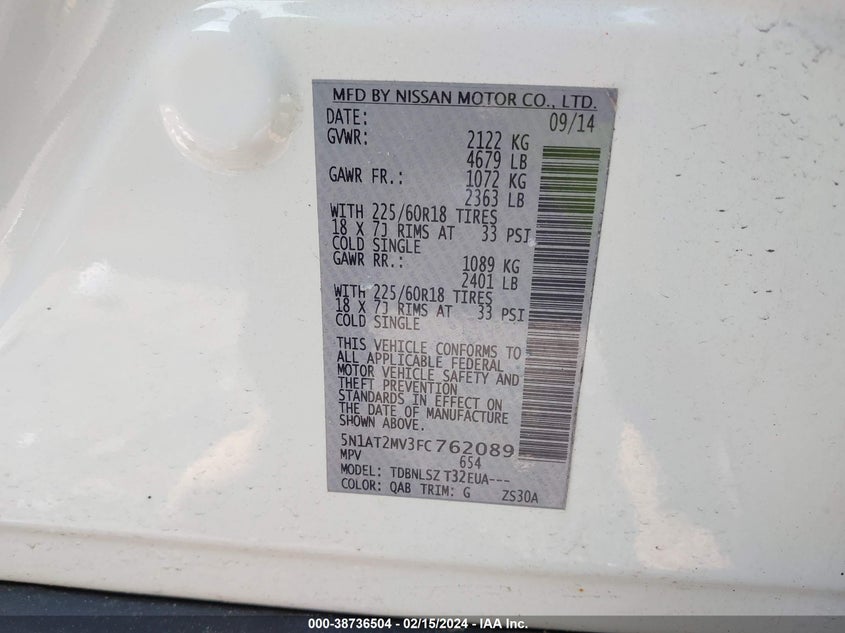 MFD BY NISSAN MOTOR CO., LTD.
DATE: 09/14
GVWR: 2122 KG
4679 LB
GAWR FR.: 1072 KG
2363 LB
WITH 225/60R18 TIRES
18 X 7J RIMS AT 33 PSI
COLD SINGLE
GAWR RR.: 1089 KG
2401 LB
WITH 225/60R18 TIRES
18 X 7J RIMS AT 33 PSI
COLD SINGLE
THIS VEHICLE CONFORMS TO
ALL APPLICABLE FEDERAL
MOTOR VEHICLE SAFETY AND
THEFT PREVENTION
STANDARDS IN EFFECT ON
THE DATE OF MANUFACTURE
SHOWN ABOVE.
5N1AT2MV3FC762089
MPV 654
MODEL: TDBNLSZ T32EUA---
COLOR: QAB TRIM: G ZS30A
000-38736504 - 02/15/2024 - IAA Inc.